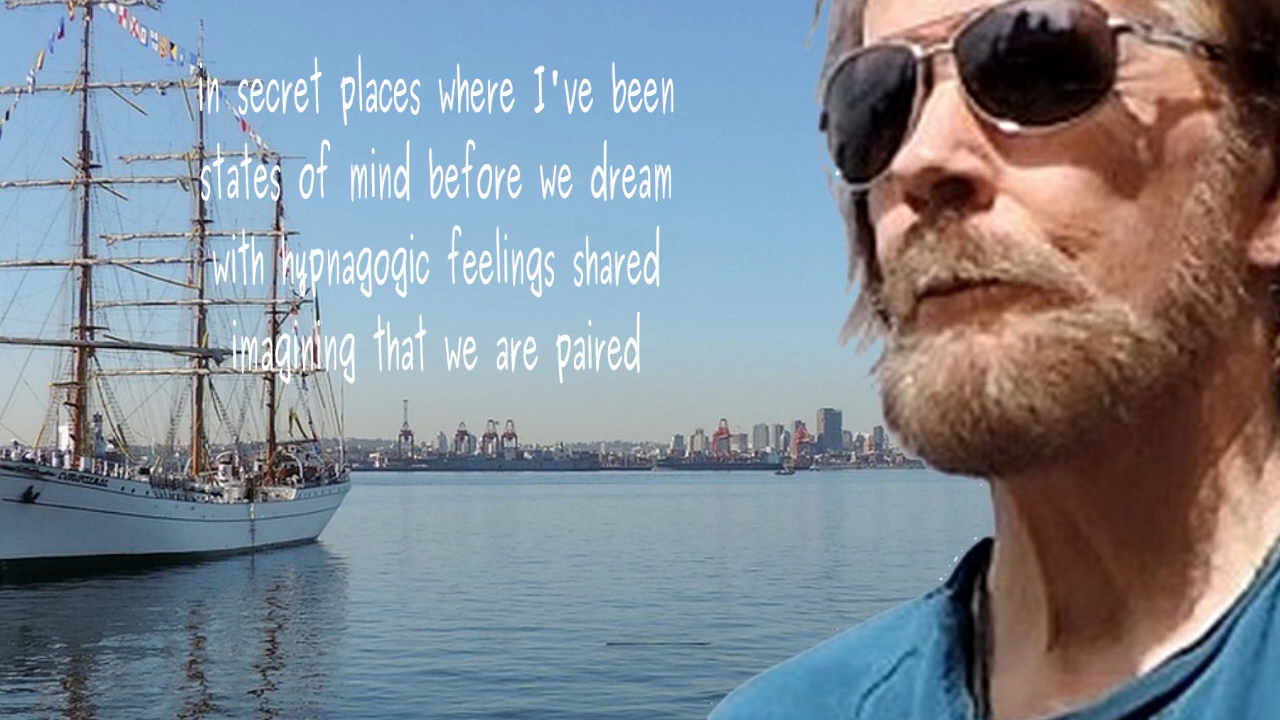 in secret places where I've been
states of mind before we dream
with hypnagogic feelings shared
imagining that we are paired